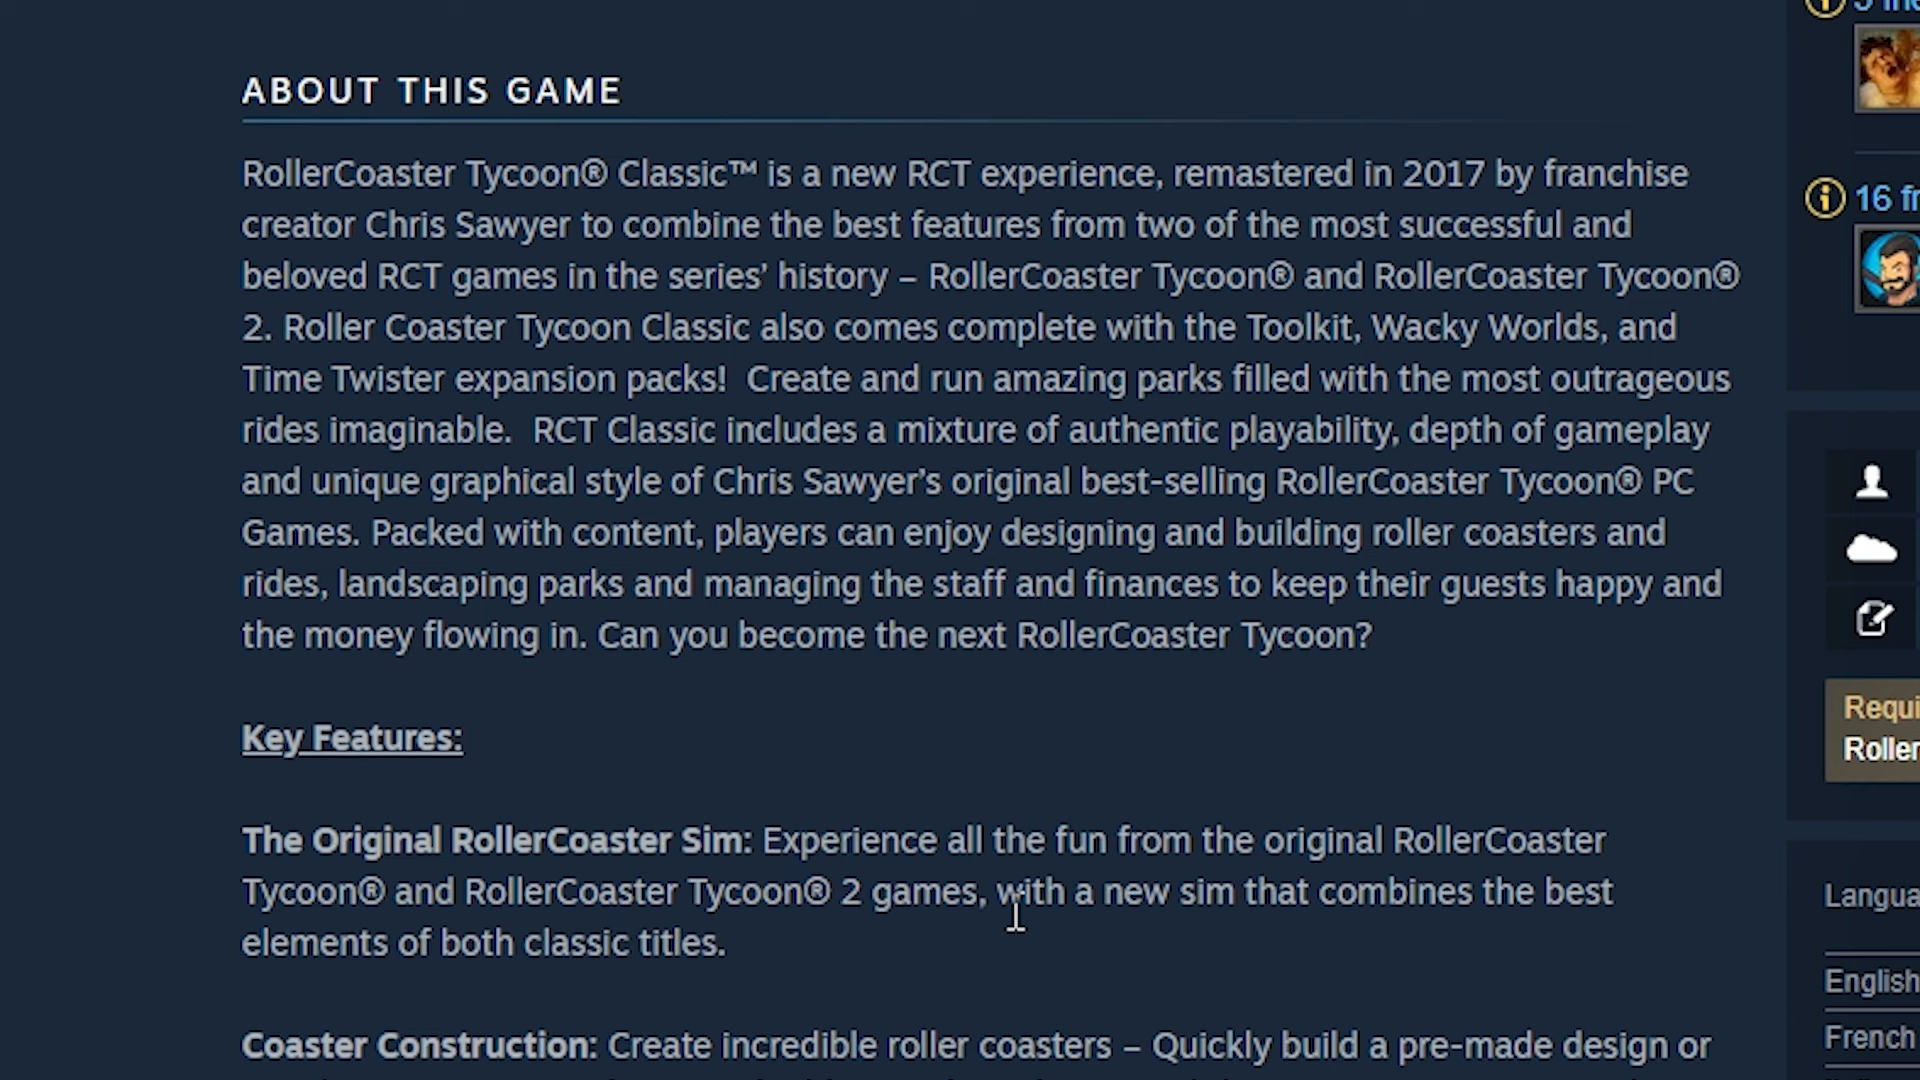 ABOUT THIS GAME
RollerCoaster Tycoon® Classic™ is a new RCT experience, remastered in 2017 by franchise
creator Chris Sawyer to combine the best features from two of the most successful and
beloved RCT games in the series’ history – RollerCoaster Tycoon® and RollerCoaster Tycoon®
2. Roller Coaster Tycoon Classic also comes complete with the Toolkit, Wacky Worlds, and
Time Twister expansion packs!  Create and run amazing parks filled with the most outrageous
rides imaginable.  RCT Classic includes a mixture of authentic playability, depth of gameplay
and unique graphical style of Chris Sawyer’s original best-selling RollerCoaster Tycoon® PC
Games. Packed with content, players can enjoy designing and building roller coasters and
rides, landscaping parks and managing the staff and finances to keep their guests happy and
the money flowing in. Can you become the next RollerCoaster Tycoon?
Key Features:
The Original RollerCoaster Sim: Experience all the fun from the original RollerCoaster
Tycoon® and RollerCoaster Tycoon® 2 games, with a new sim that combines the best
elements of both classic titles.
Coaster Construction: Create incredible roller coasters – Quickly build a pre-made design or
16 fr
Requi
Roller
Langua
English
French